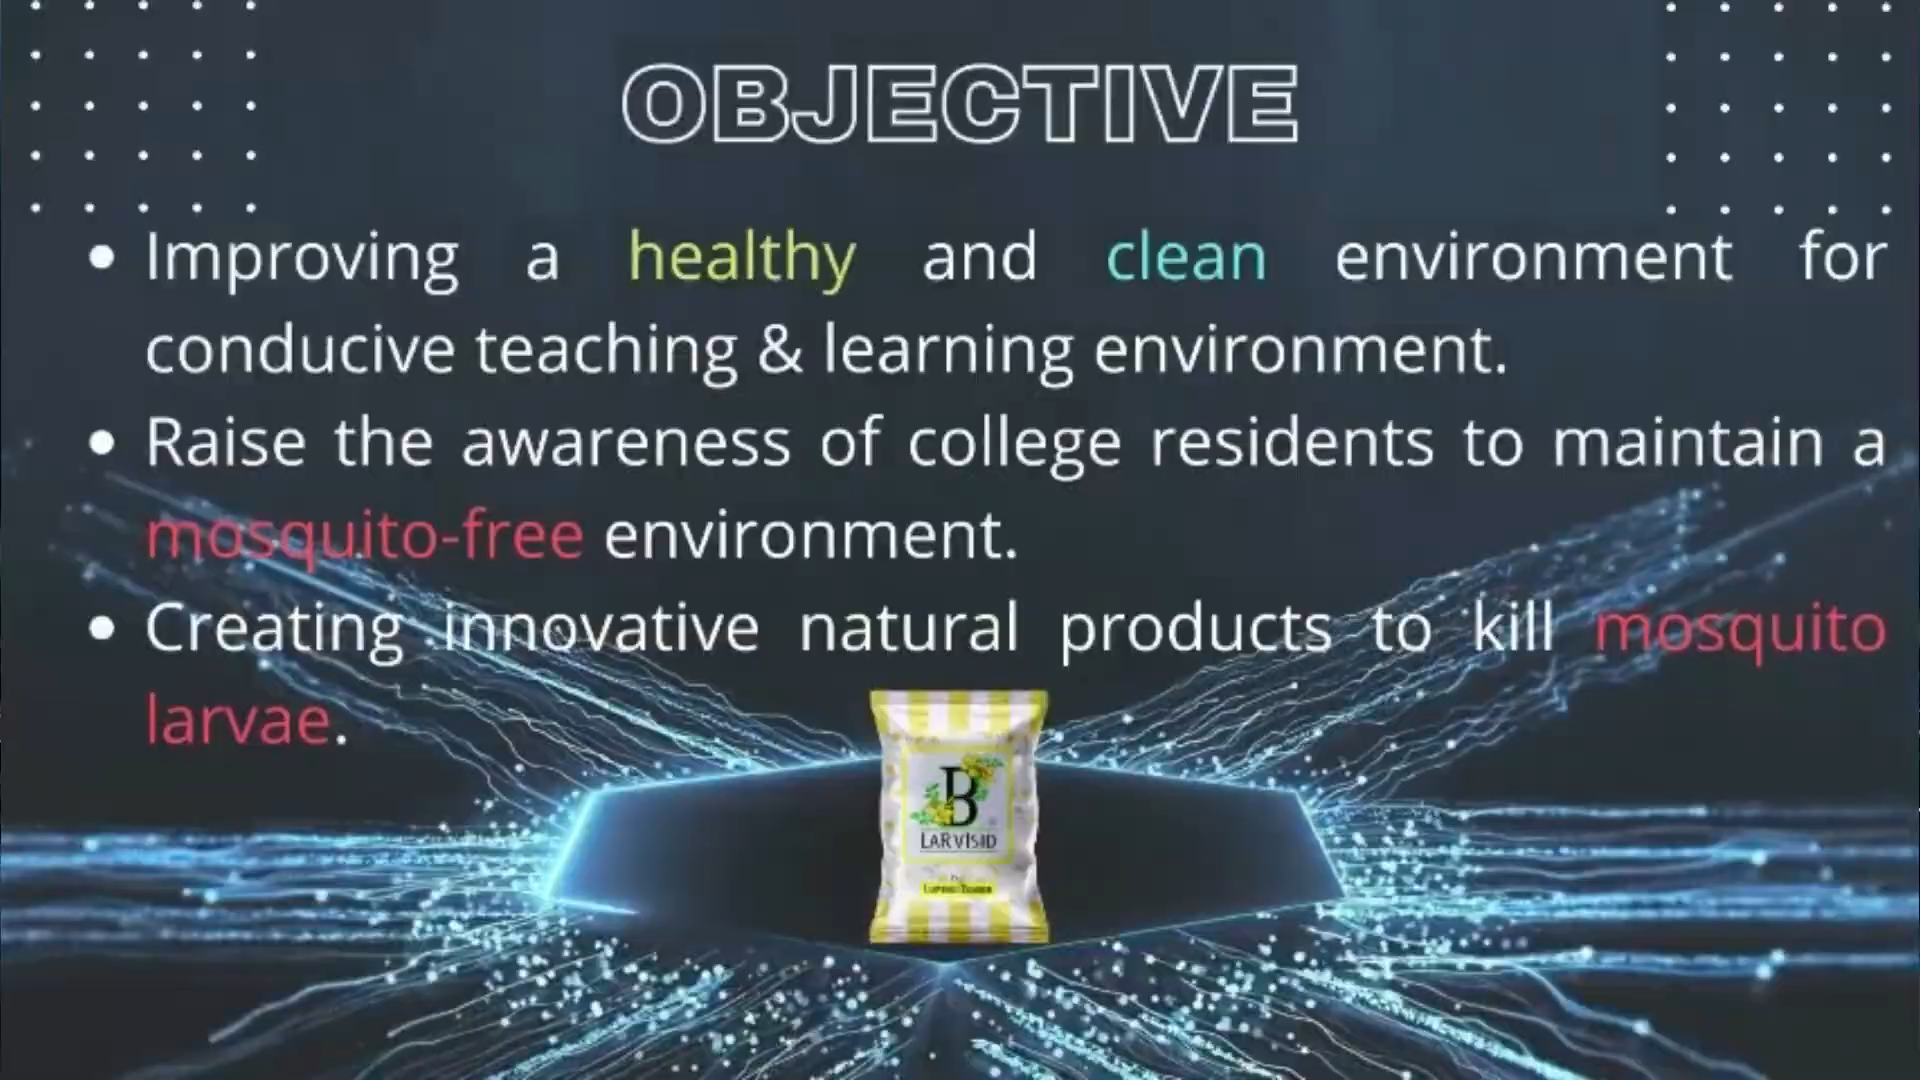 OBJECTIVE
• Improving a healthy and clean environment for
conducive teaching & learning environment.
• Raise the awareness of college residents to maintain a
mosquito-free environment.
• Creating innovative natural products to kill mosquito
larvae.
B
LARVISID